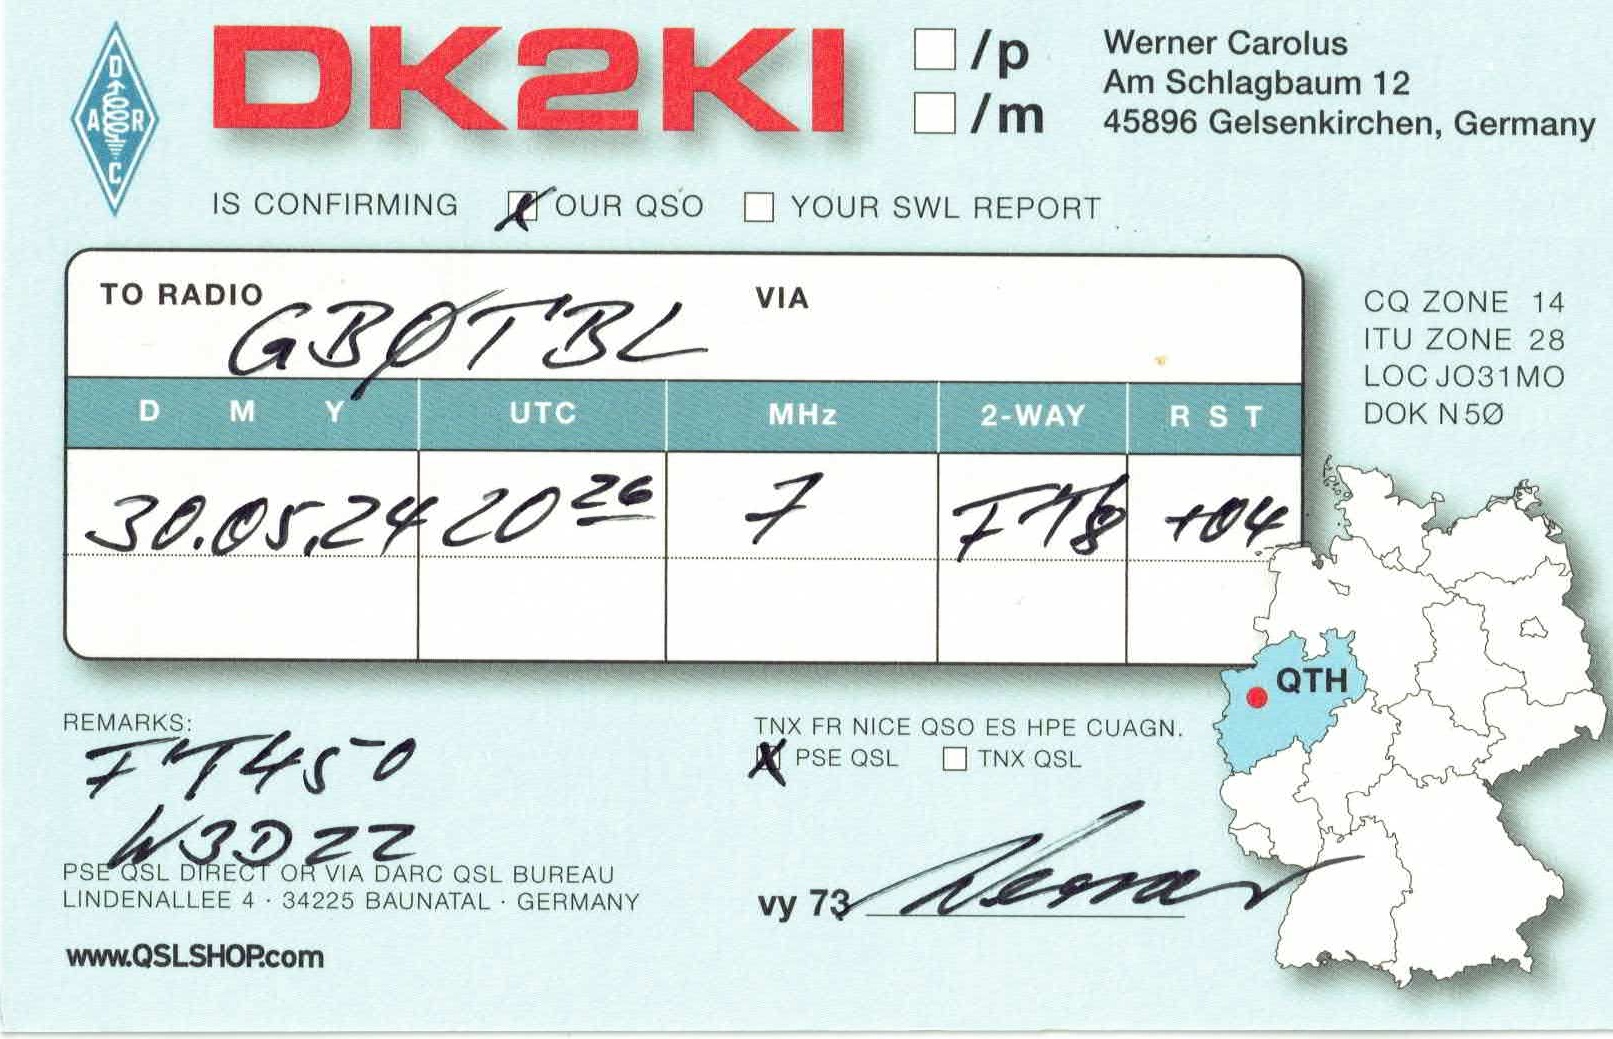 DARC
DK2KI
/p
/m
Werner Carolus
Am Schlagbaum 12
45896 Gelsenkirchen, Germany
IS CONFIRMING X OUR QSO YOUR SWL REPORT
TO RADIO GBØTBL VIA
CQ ZONE 14
ITU ZONE 28
LOC JO31MO
DOK N5Ø
D M Y UTC MHz 2-WAY R S T
30.05.24 20 26 7 FT8 +04
QTH
REMARKS:
FT450
W3DZZ
TNX FR NICE QSO ES HPE CUAGN.
X PSE QSL TNX QSL
PSE QSL DIRECT OR VIA DARC QSL BUREAU
LINDENALLEE 4 · 34225 BAUNATAL · GERMANY
vy 73 Werner
www.QSLSHOP.com